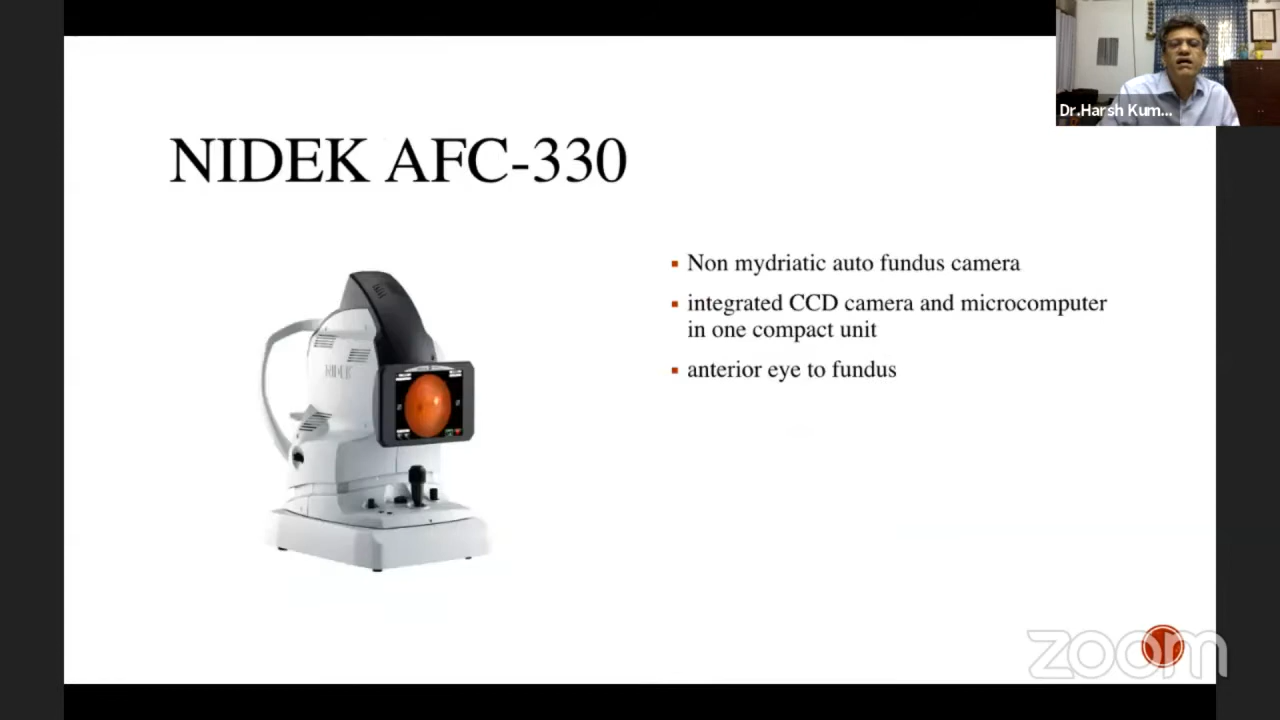 Dr.Harsh Kum...
NIDEK AFC-330
Non mydriatic auto fundus camera
integrated CCD camera and microcomputer
in one compact unit
anterior eye to fundus
NIDEK
zoom